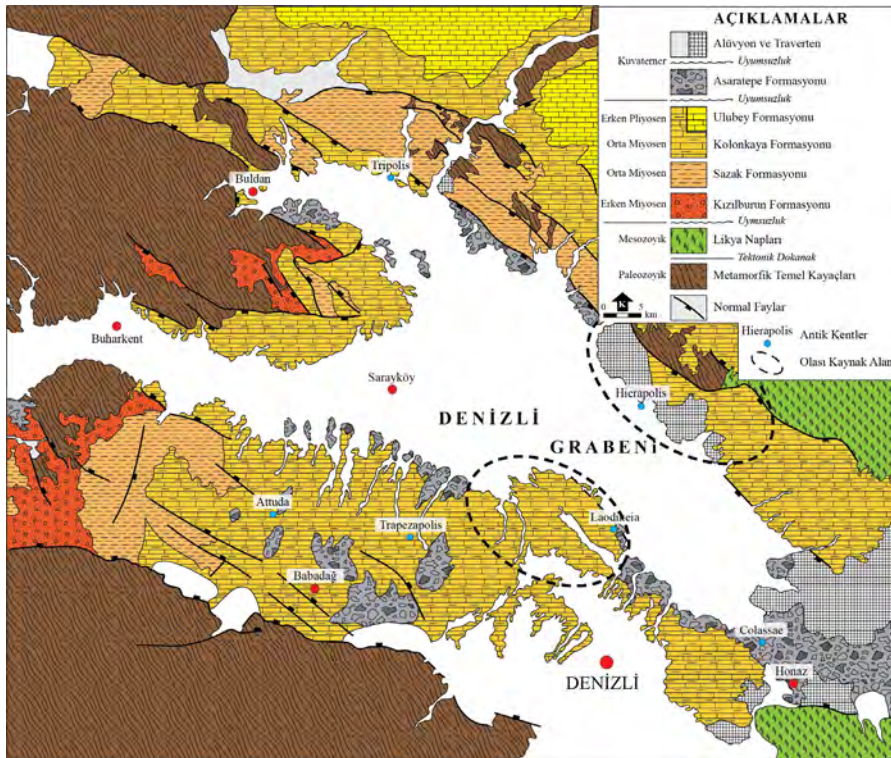 AÇIKLAMALAR
Alüvyon ve Traverten
Kuvaterner
Uyumsuzluk
Asaratepe Formasyonu
Uyumsuzluk
Erken Pliyosen Ulubey Formasyonu
Orta Miyosen Kolonkaya Formasyonu
Orta Miyosen Sazak Formasyonu
Erken Miyosen Kızılburun Formasyonu
Uymsuzluk
Mesozoyik Likya Napları
Tektonik Dokanak
Paleozoyik Metamorfik Temel Kayaçları
Normal Faylar
0 K 5
km
Hierapolis Antik Kentler
Olası Kaynak Alan
Tripolis
Buldan
Buharkent
Sarayköy
Hierapolis
DENİZLİ
GRABENİ
Attuda
Trapezapolis
Laodikeia
Babadağ
Colassae
Honaz
DENİZLİ